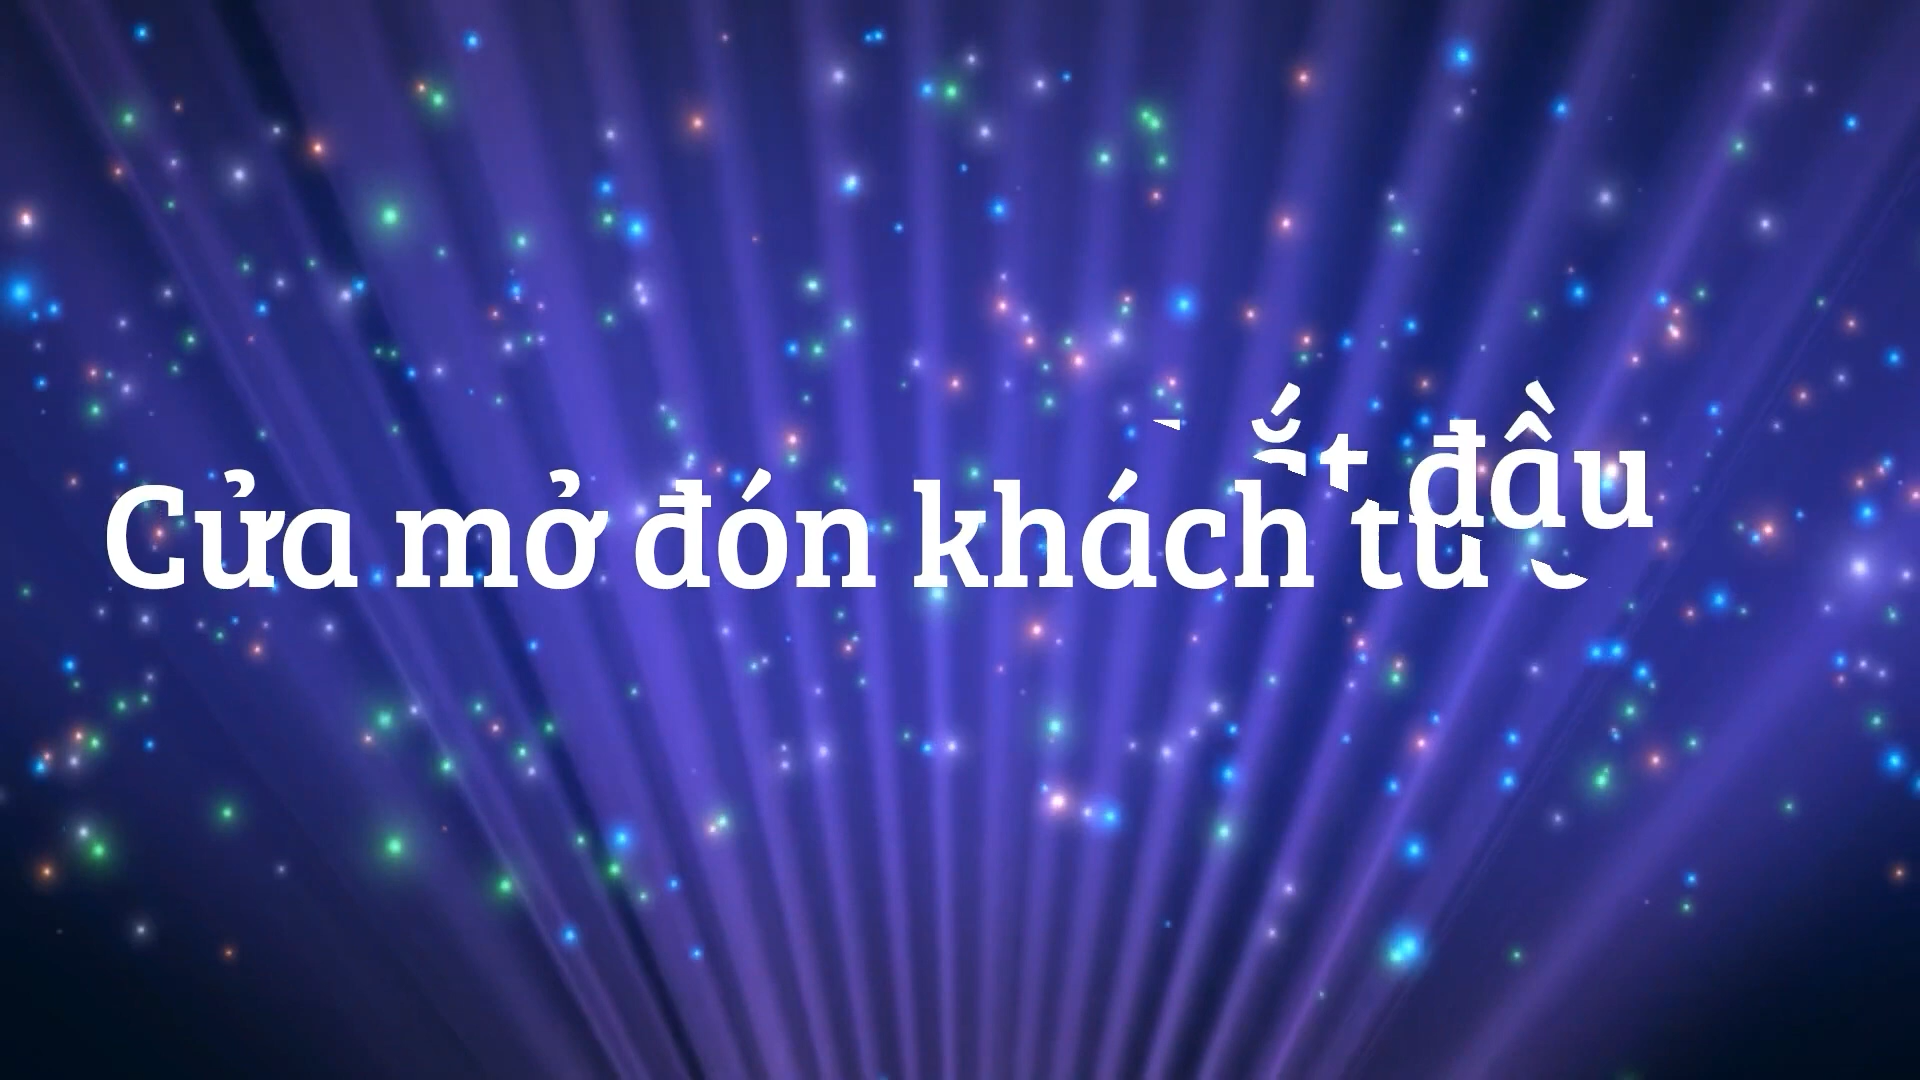 đầu
Cửa mở đón khách